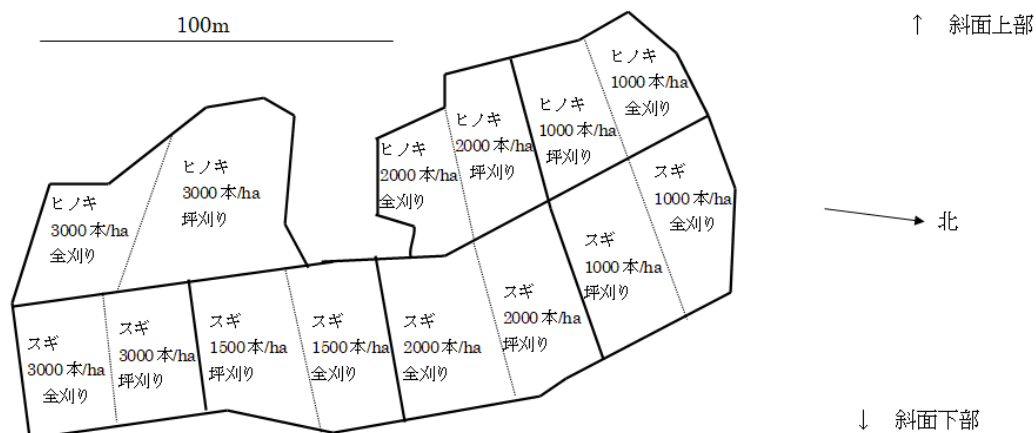 100m
↑ 斜面上部
ヒノキ
1000本/ha
全刈り
ヒノキ
1000本/ha
坪刈り
ヒノキ
2000本/ha
坪刈り
ヒノキ
2000本/ha
全刈り
ヒノキ
3000本/ha
坪刈り
ヒノキ
3000本/ha
全刈り
スギ
1000本/ha
全刈り
北
スギ
1000本/ha
坪刈り
スギ
2000本/ha
坪刈り
スギ
3000本/ha
全刈り
スギ
3000本/ha
坪刈り
スギ
1500本/ha
坪刈り
スギ
1500本/ha
全刈り
スギ
2000本/ha
全刈り
↓ 斜面下部